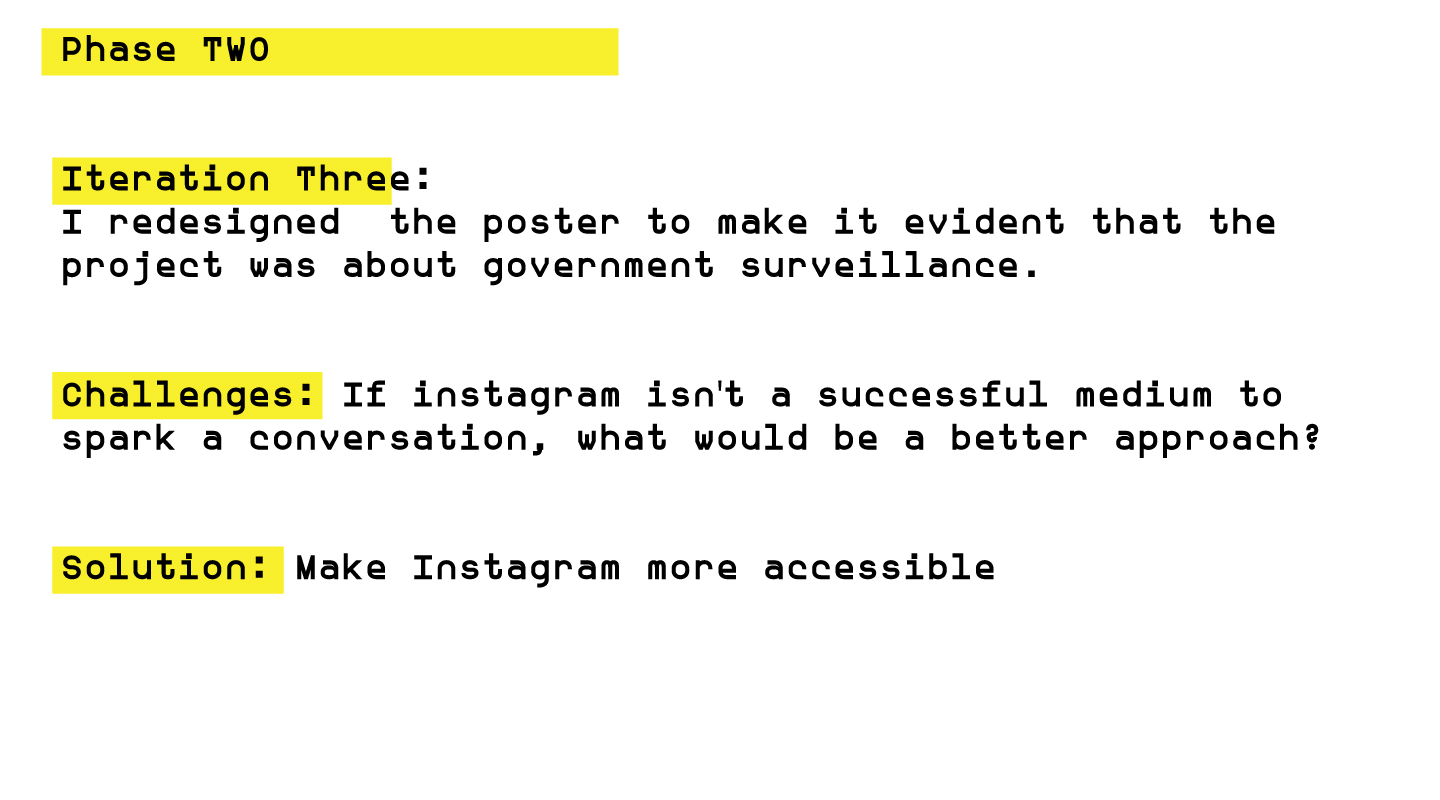 Phase TWO
Iteration Three:
I redesigned  the poster to make it evident that the
project was about government surveillance.
Challenges: If instagram isn't a successful medium to
spark a conversation, what would be a better approach?
Solution: Make Instagram more accessible